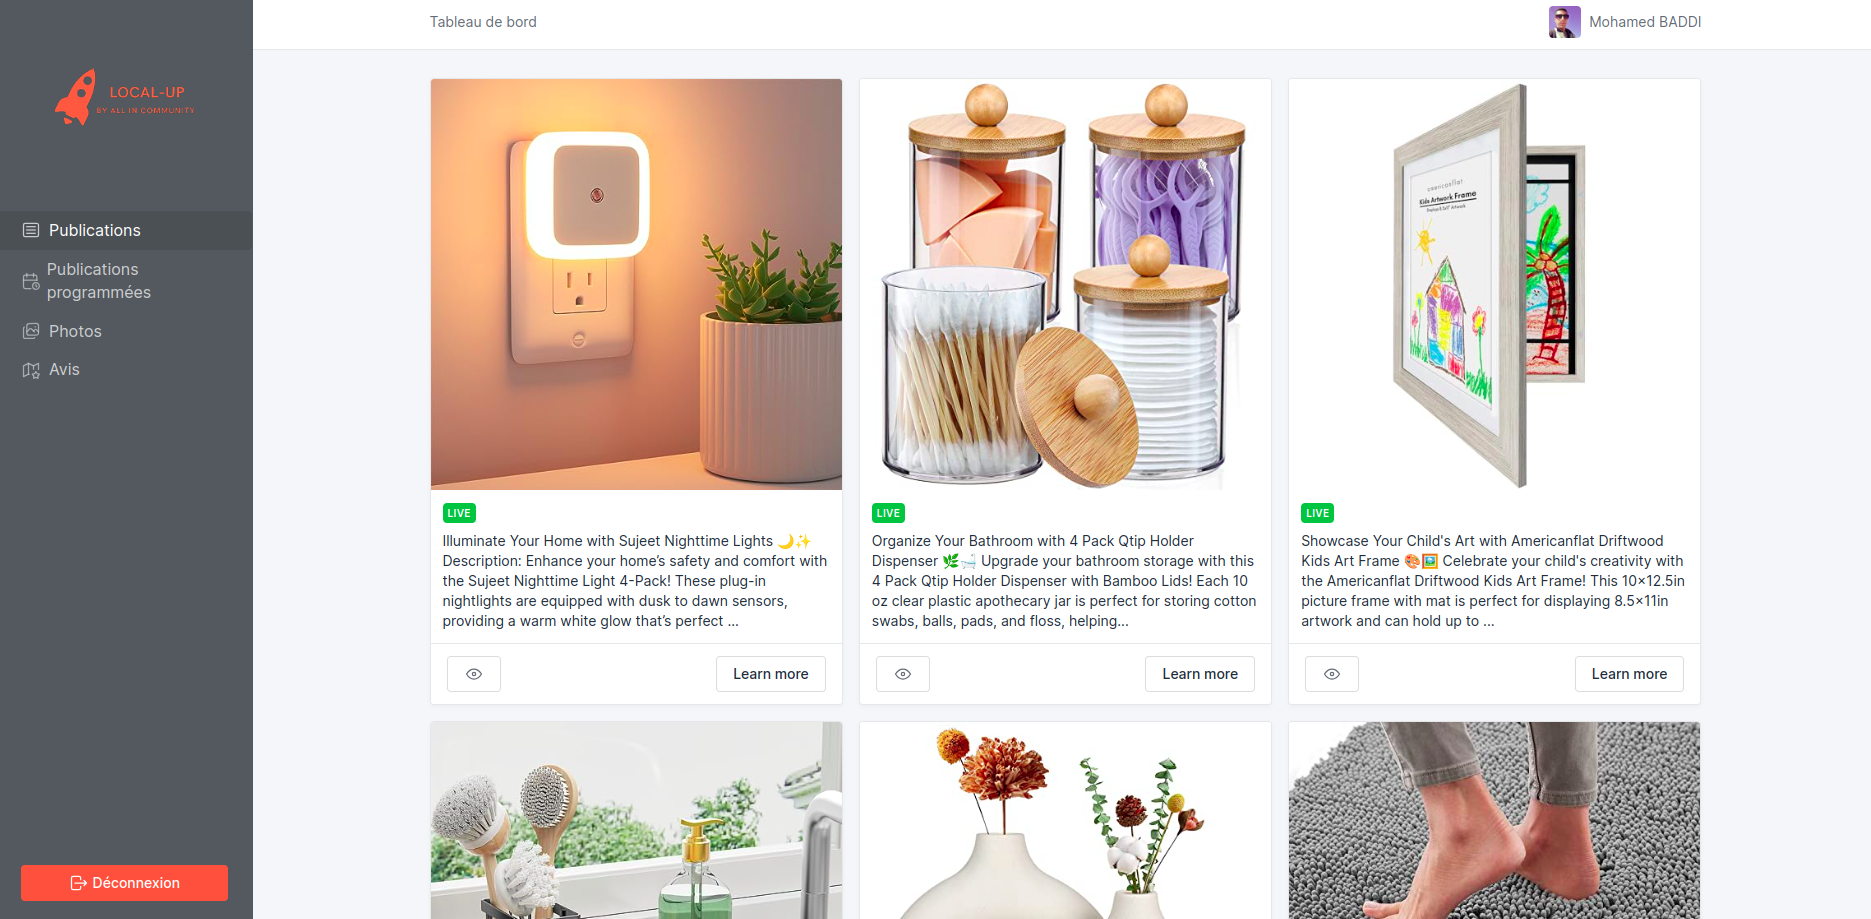 Tableau de bord
Mohamed BADDI
LOCAL-UP
BY ALL IN COMMUNITY
Publications
Publications
programmées
Photos
Avis
Déconnexion
americanflat
Kids Artwork Frame
LIVE
Illuminate Your Home with Sujeet Nighttime Lights 🌙✨
Description: Enhance your home’s safety and comfort with
the Sujeet Nighttime Light 4-Pack! These plug-in
nightlights are equipped with dusk to dawn sensors,
providing a warm white glow that’s perfect ...
Learn more
LIVE
Organize Your Bathroom with 4 Pack Qtip Holder
Dispenser 🌿🛁 Upgrade your bathroom storage with this
4 Pack Qtip Holder Dispenser with Bamboo Lids! Each 10
oz clear plastic apothecary jar is perfect for storing cotton
swabs, balls, pads, and floss, helping...
Learn more
LIVE
Showcase Your Child's Art with Americanflat Driftwood
Kids Art Frame 🎨🖼️ Celebrate your child's creativity with
the Americanflat Driftwood Kids Art Frame! This 10x12.5in
picture frame with mat is perfect for displaying 8.5x11in
artwork and can hold up to ...
Learn more